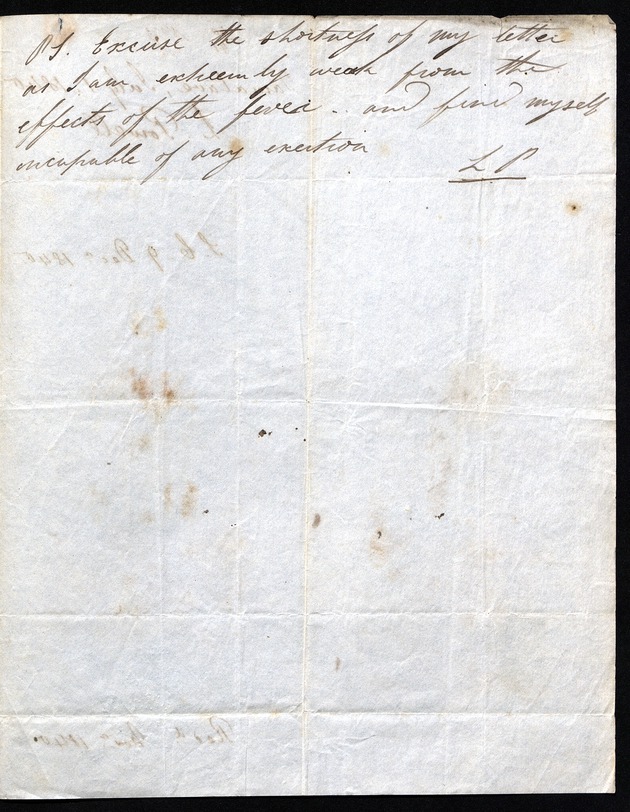 PS. Excuse the shortness of my letter
as I am extreemly weak from the
effects of the fever - and find myself
incapable of any exertion
L P